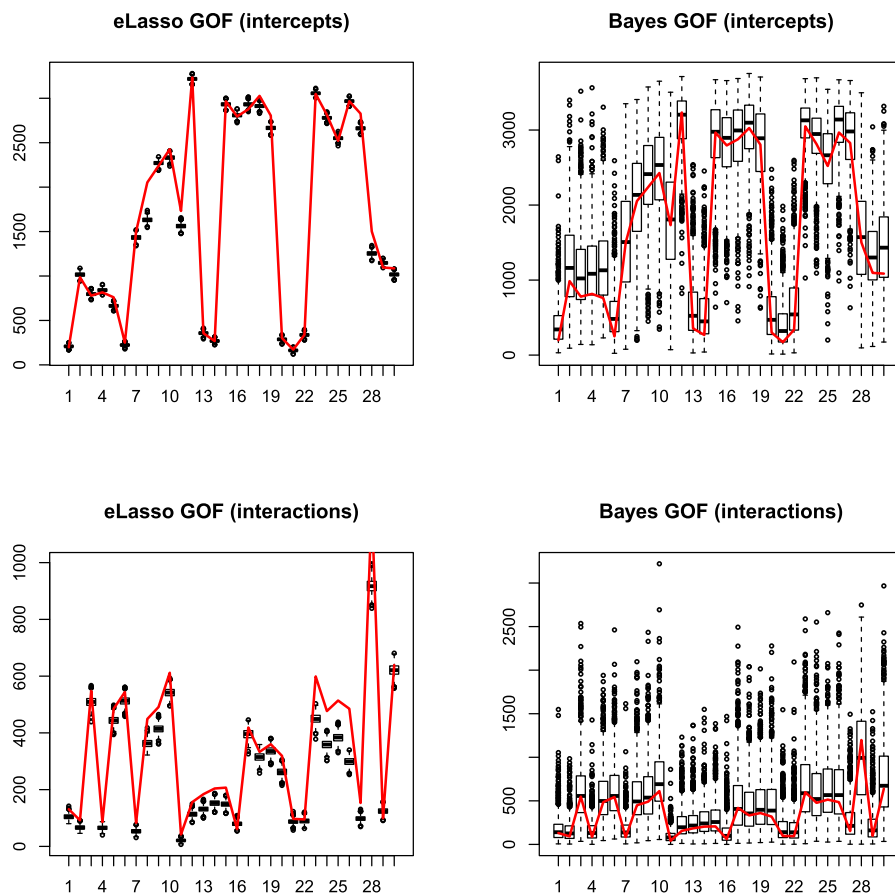 eLasso GOF (intercepts)
Bayes GOF (intercepts)
0 500 1500 2500
1 4 7 10 13 16 19 22 25 28
0 1000 2000 3000
1 4 7 10 13 16 19 22 25 28
eLasso GOF (interactions)
Bayes GOF (interactions)
0 200 400 600 800 1000
1 4 7 10 13 16 19 22 25 28
0 500 1500 2500
1 4 7 10 13 16 19 22 25 28